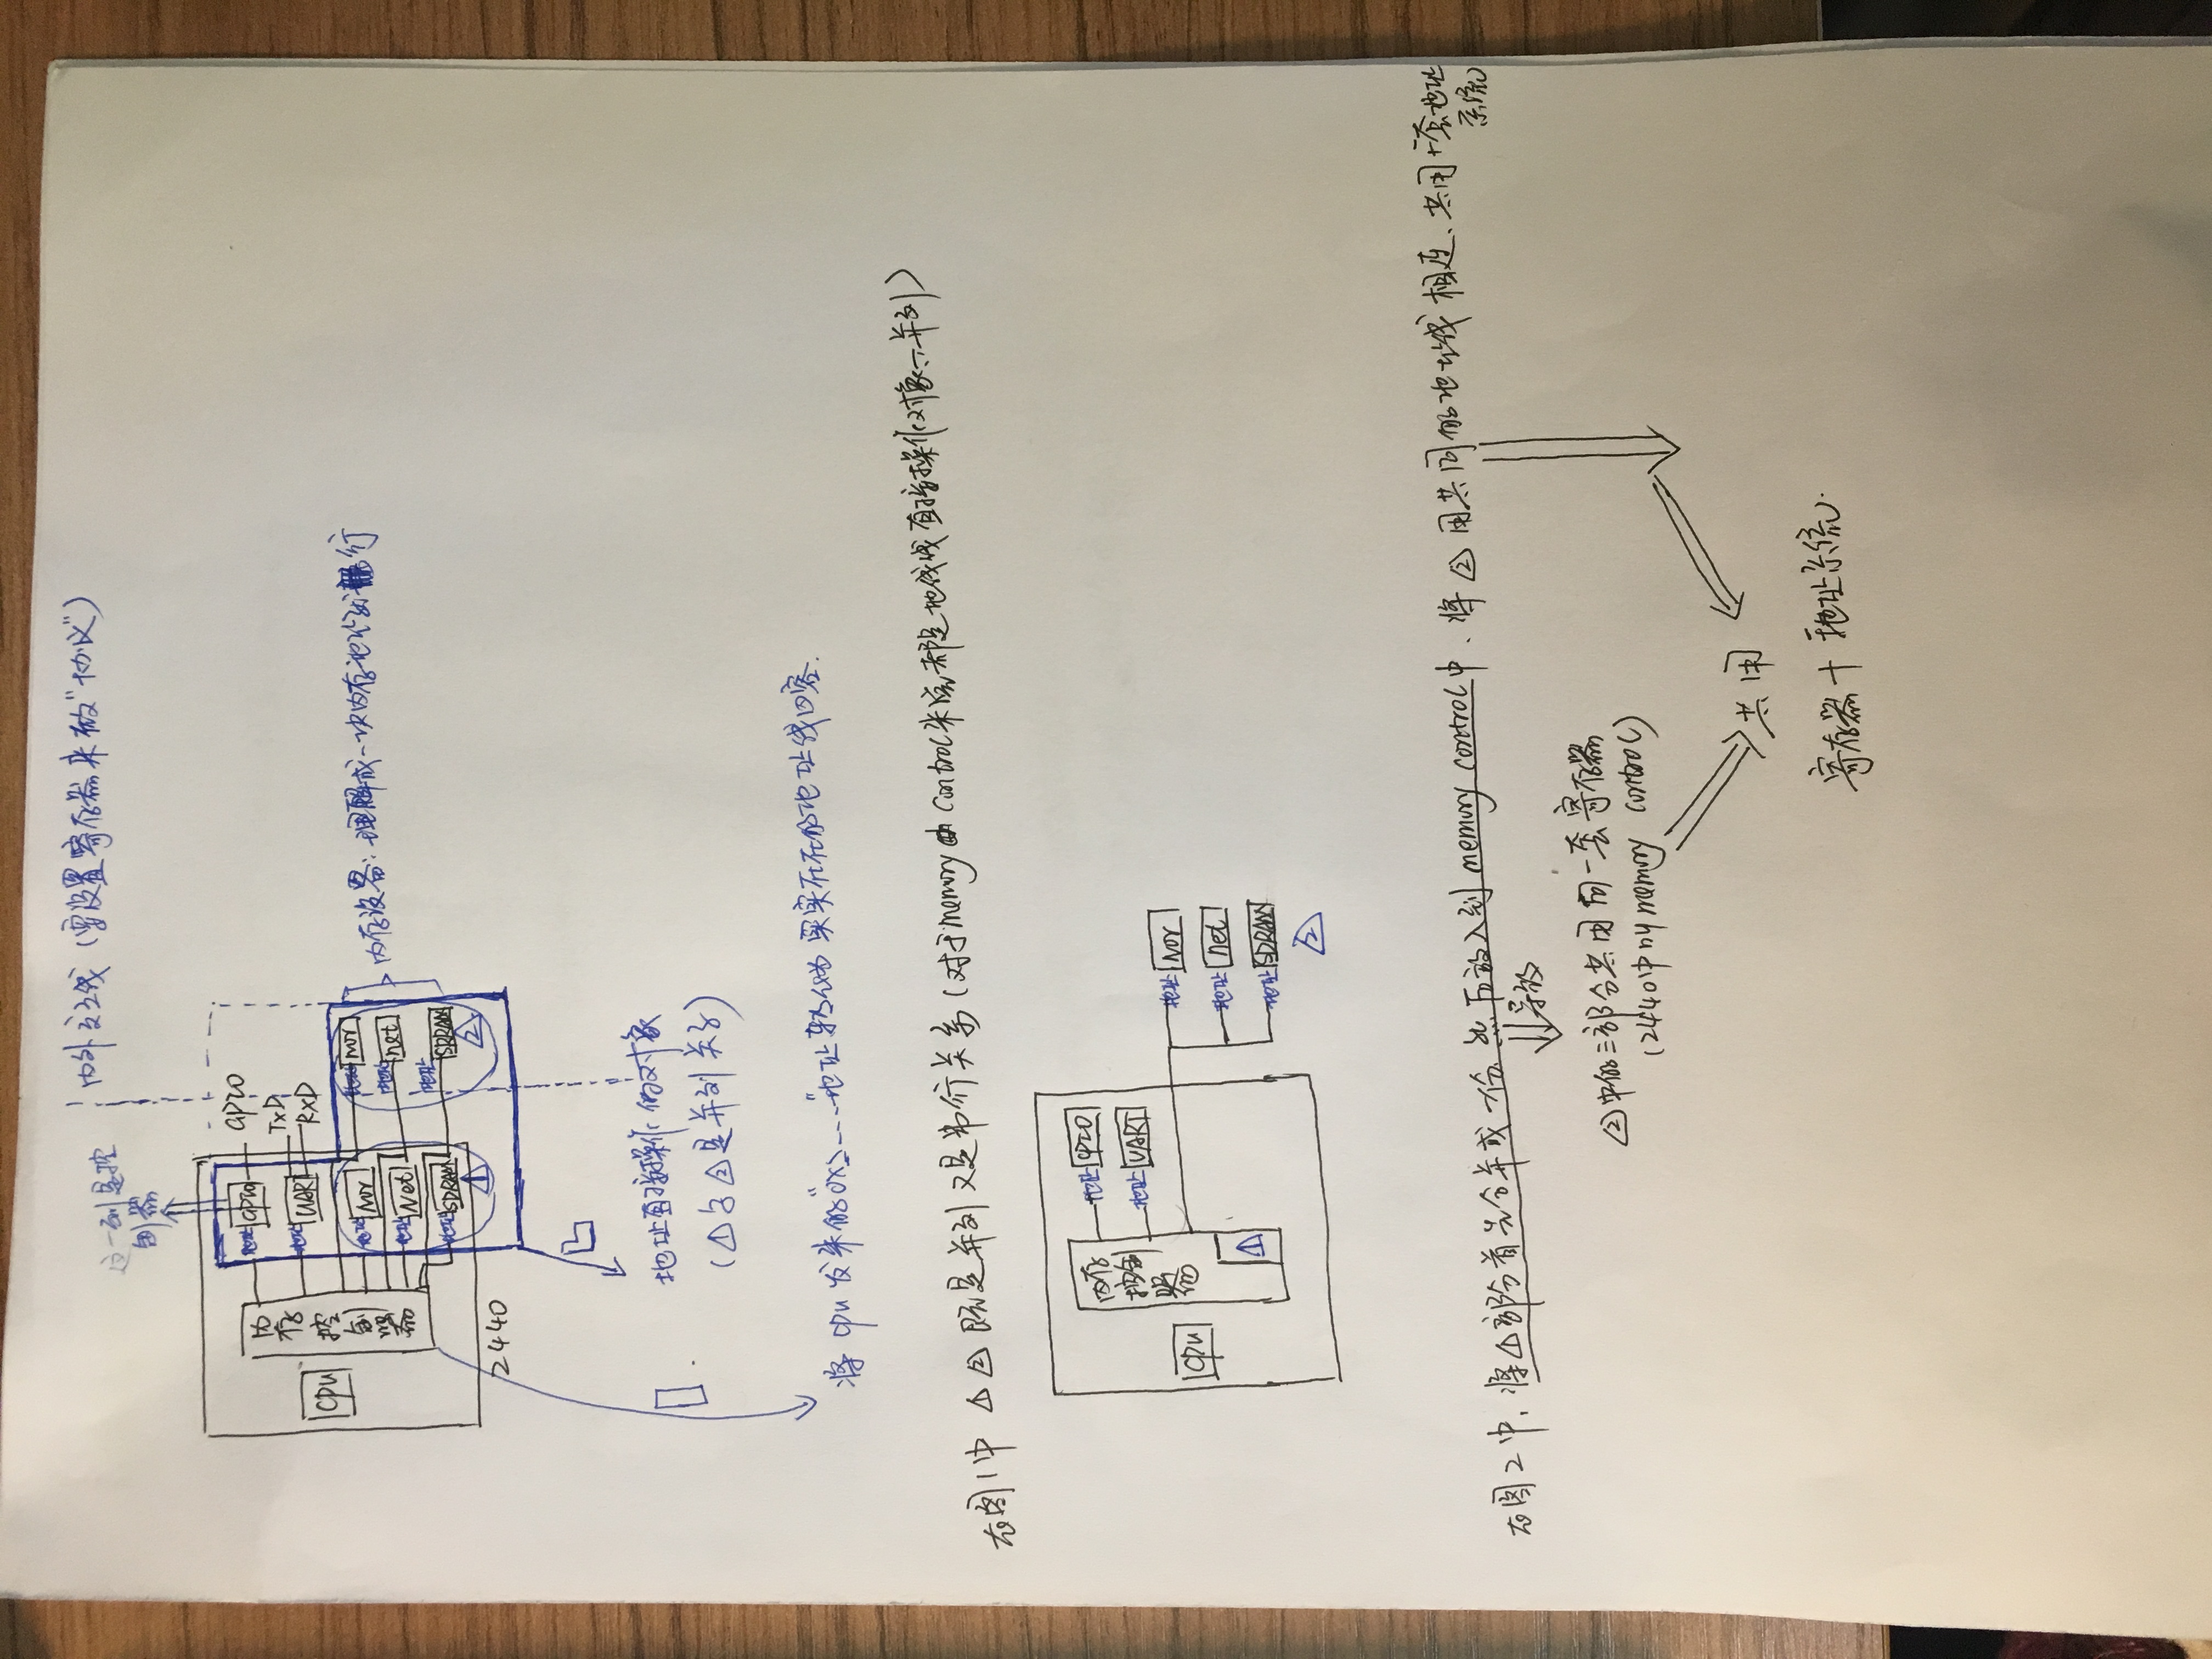 内外交互线（要设置寄存器来做"协议"）
这一列是控
制器
地址 GPIO GPIO
内存控制器
TxD
地址 UART RxD
CPU
地址 Nor 地址 nor
地址 Net 地址 net
内存设备：理解成一块内存地址就行
地址 SDRAM 地址 SDRAM
1 2
2440
地址直接操作的对象
（1与2是并列关系）
将 CPU 发来的"0x...."地址转化为实实在在的地址线内容.
在图1中 1 2 既是并列又是串行关系（对于memory control来说都是地线线直接操作对象—并列）
内存控制器
地址 GPIO
地址 UART
地址 Nor
CPU
地址 net
1
地址 SDRAM
2
在图2中，将1部分首先合并成一份，然后放入到memory control中、将2用共同的地址线相连、共用一套地址
系统
导致
2中的三部分共用同一套寄存器
（2440中叫memory control）
共用
寄存器+地址系统.